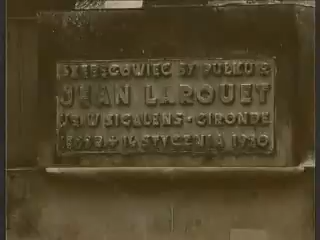 SZEREGOWIEC 57 PUŁKU
JEAN LAROUET
UR. W SIGALENS - GIRONDE
14 STYCZNIA 1920